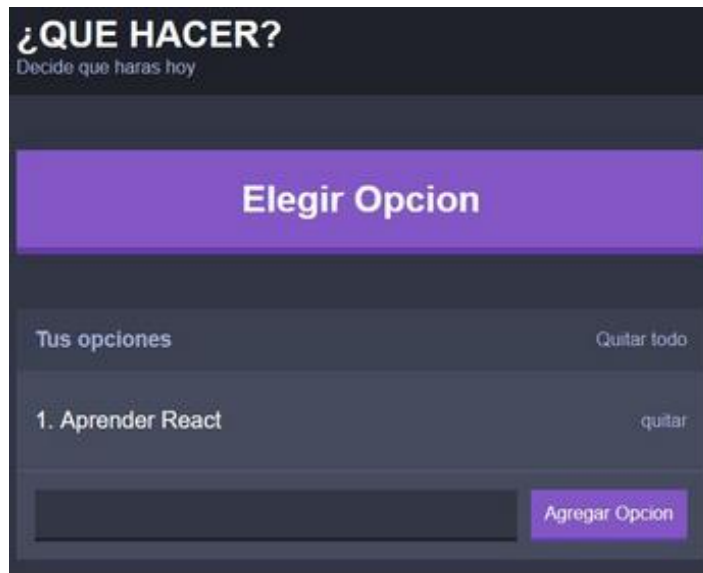 ¿QUE HACER?
Decide que haras hoy
Elegir Opcion
Tus opciones
Quitar todo
1. Aprender React
quitar
Agregar Opcion